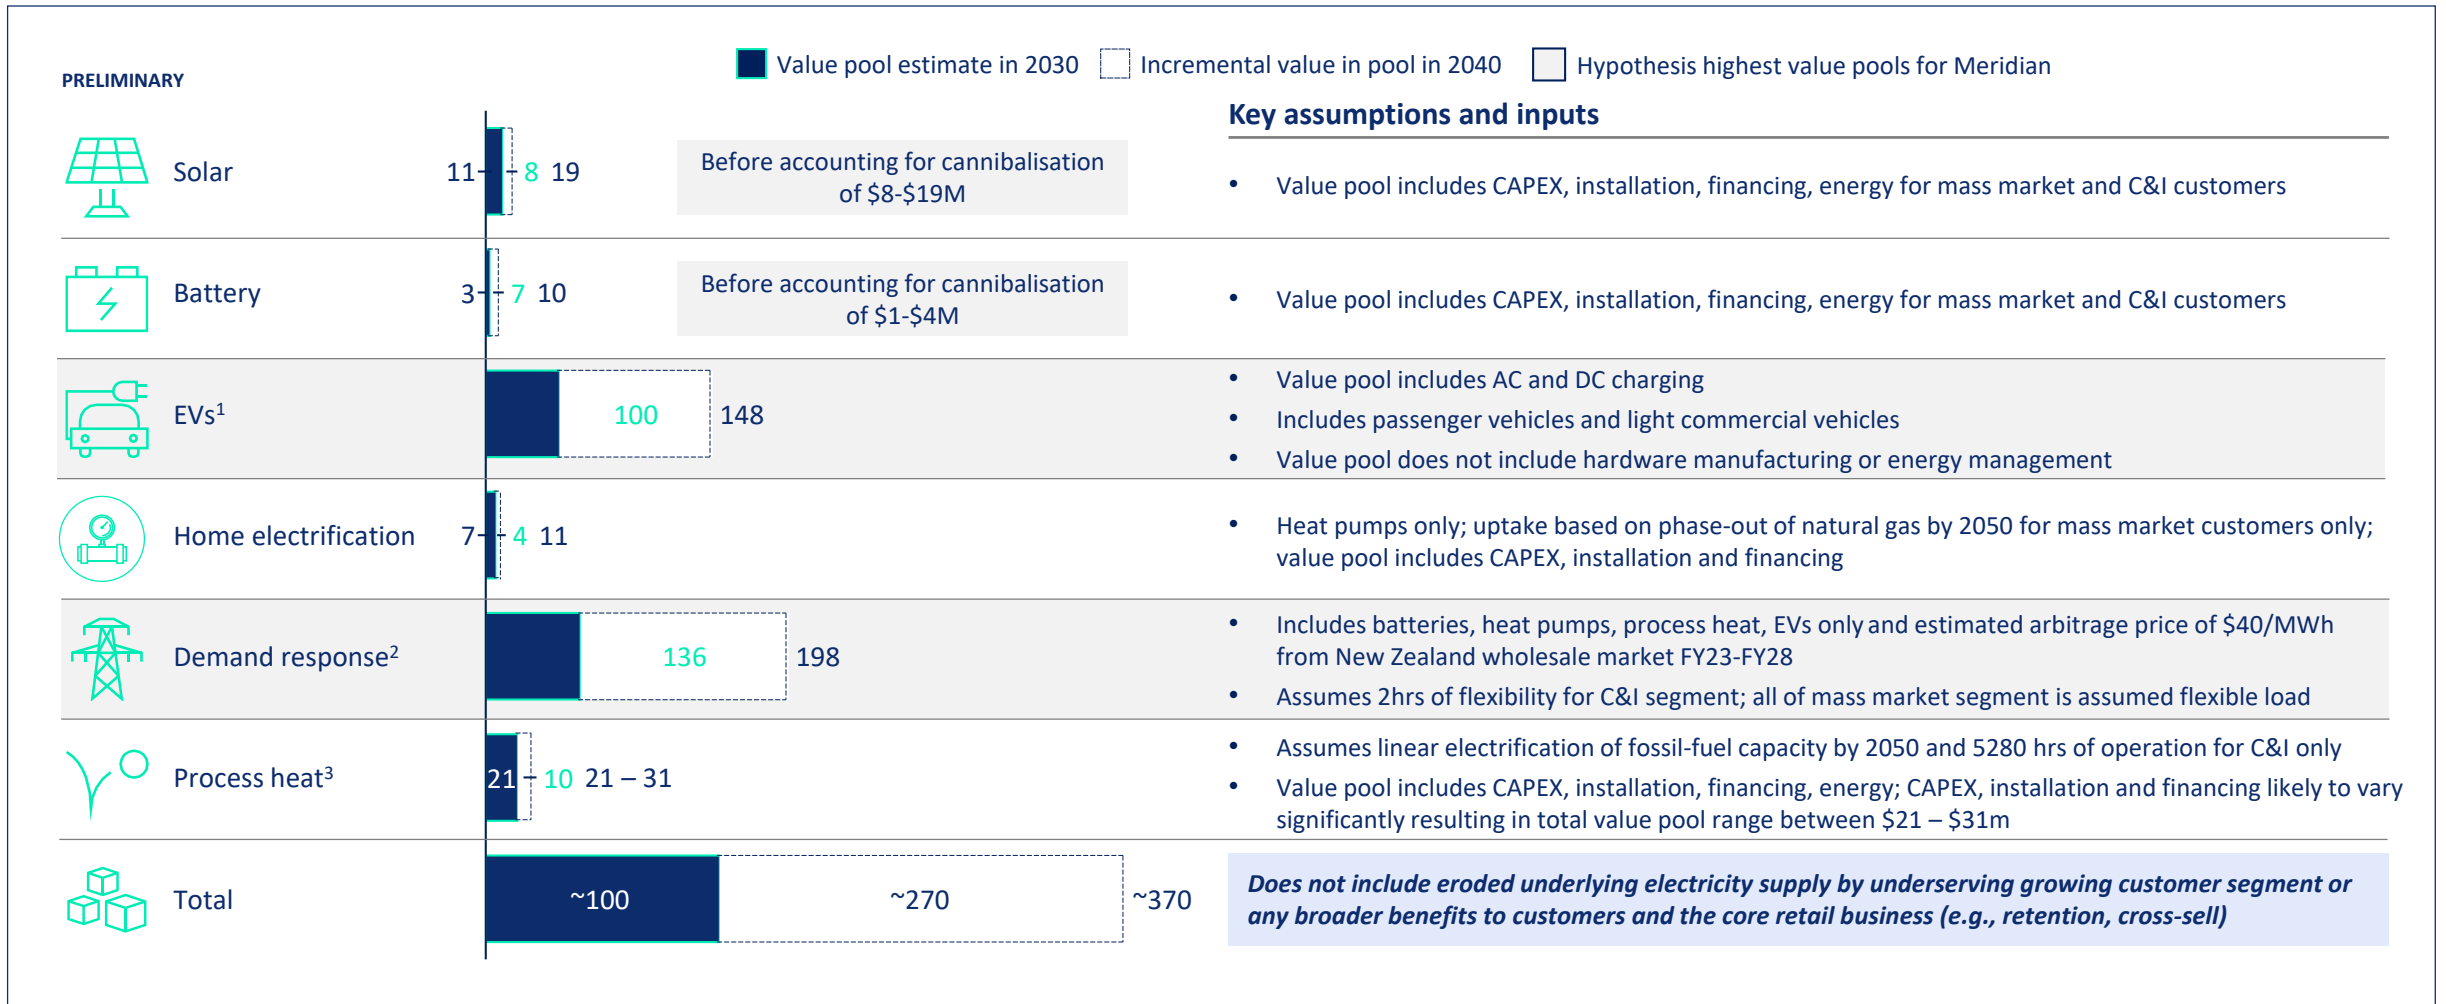 PRELIMINARY
Value pool estimate in 2030
Incremental value in pool in 2040
Hypothesis highest value pools for Meridian
Key assumptions and inputs
Solar
11
8
19
Before accounting for cannibalisation
of $8-$19M
• Value pool includes CAPEX, installation, financing, energy for mass market and C&I customers
Battery
3
7
10
Before accounting for cannibalisation
of $1-$4M
• Value pool includes CAPEX, installation, financing, energy for mass market and C&I customers
EVs¹
100
148
• Value pool includes AC and DC charging
• Includes passenger vehicles and light commercial vehicles
• Value pool does not include hardware manufacturing or energy management
Home electrification
7
4
11
• Heat pumps only; uptake based on phase-out of natural gas by 2050 for mass market customers only;
value pool includes CAPEX, installation and financing
Demand response²
136
198
• Includes batteries, heat pumps, process heat, EVs only and estimated arbitrage price of $40/MWh
from New Zealand wholesale market FY23-FY28
• Assumes 2hrs of flexibility for C&I segment; all of mass market segment is assumed flexible load
Process heat³
21
10
21 – 31
• Assumes linear electrification of fossil-fuel capacity by 2050 and 5280 hrs of operation for C&I only
• Value pool includes CAPEX, installation, financing, energy; CAPEX, installation and financing likely to vary
significantly resulting in total value pool range between $21 – $31m
Total
~100
~270
~370
Does not include eroded underlying electricity supply by underserving growing customer segment or
any broader benefits to customers and the core retail business (e.g., retention, cross-sell)